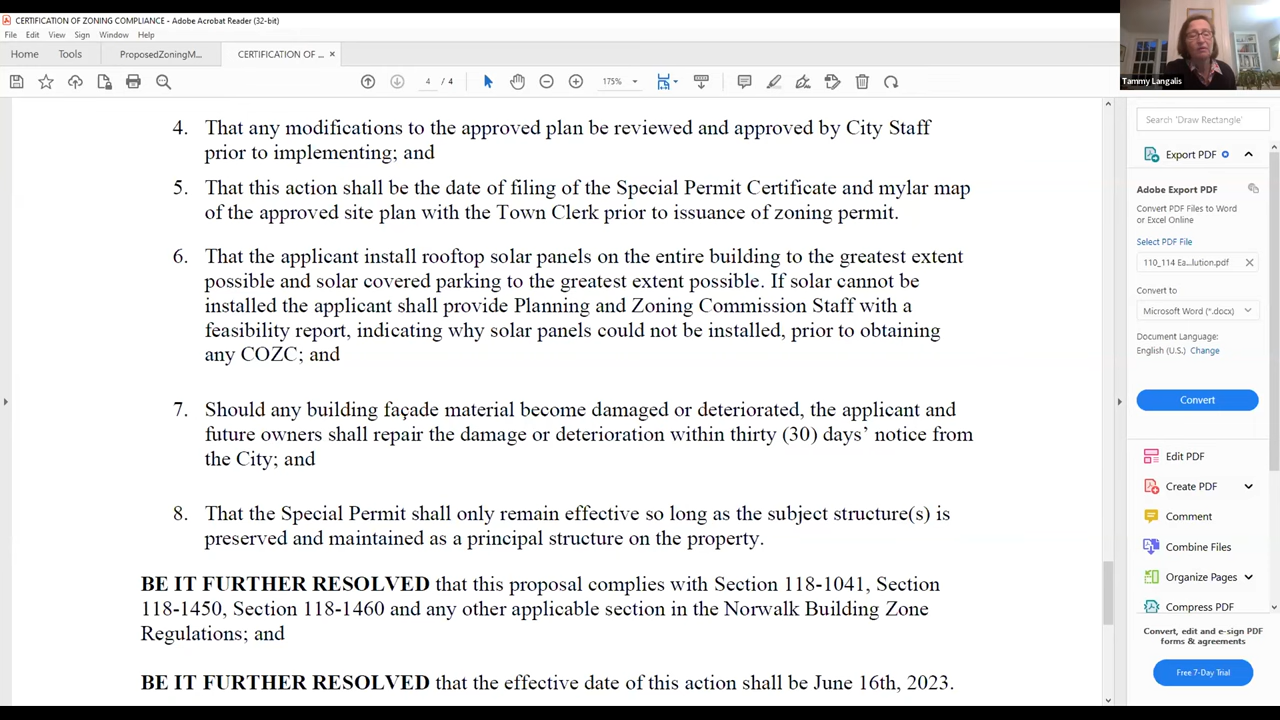 CERTIFICATION OF ZONING COMPLIANCE - Adobe Acrobat Reader (32-bit)
File Edit View Sign Window Help
Home Tools ProposedZoningM... CERTIFICATION OF ... ×
4 / 4 175%
Tammy Langalis
4. That any modifications to the approved plan be reviewed and approved by City Staff
prior to implementing; and
5. That this action shall be the date of filing of the Special Permit Certificate and mylar map
of the approved site plan with the Town Clerk prior to issuance of zoning permit.
6. That the applicant install rooftop solar panels on the entire building to the greatest extent
possible and solar covered parking to the greatest extent possible. If solar cannot be
installed the applicant shall provide Planning and Zoning Commission Staff with a
feasibility report, indicating why solar panels could not be installed, prior to obtaining
any COZC; and
7. Should any building façade material become damaged or deteriorated, the applicant and
future owners shall repair the damage or deterioration within thirty (30) days’ notice from
the City; and
8. That the Special Permit shall only remain effective so long as the subject structure(s) is
preserved and maintained as a principal structure on the property.
BE IT FURTHER RESOLVED that this proposal complies with Section 118-1041, Section
118-1450, Section 118-1460 and any other applicable section in the Norwalk Building Zone
Regulations; and
BE IT FURTHER RESOLVED that the effective date of this action shall be June 16th, 2023.
Search 'Draw Rectangle'
Export PDF
Adobe Export PDF
Convert PDF Files to Word
or Excel Online
Select PDF File
110_114 Ea...lution.pdf
Convert to
Microsoft Word (*.docx)
Document Language:
English (U.S.) Change
Convert
Edit PDF
Create PDF
Comment
Combine Files
Organize Pages
Compress PDF
Convert, edit and e-sign PDF
forms & agreements
Free 7-Day Trial